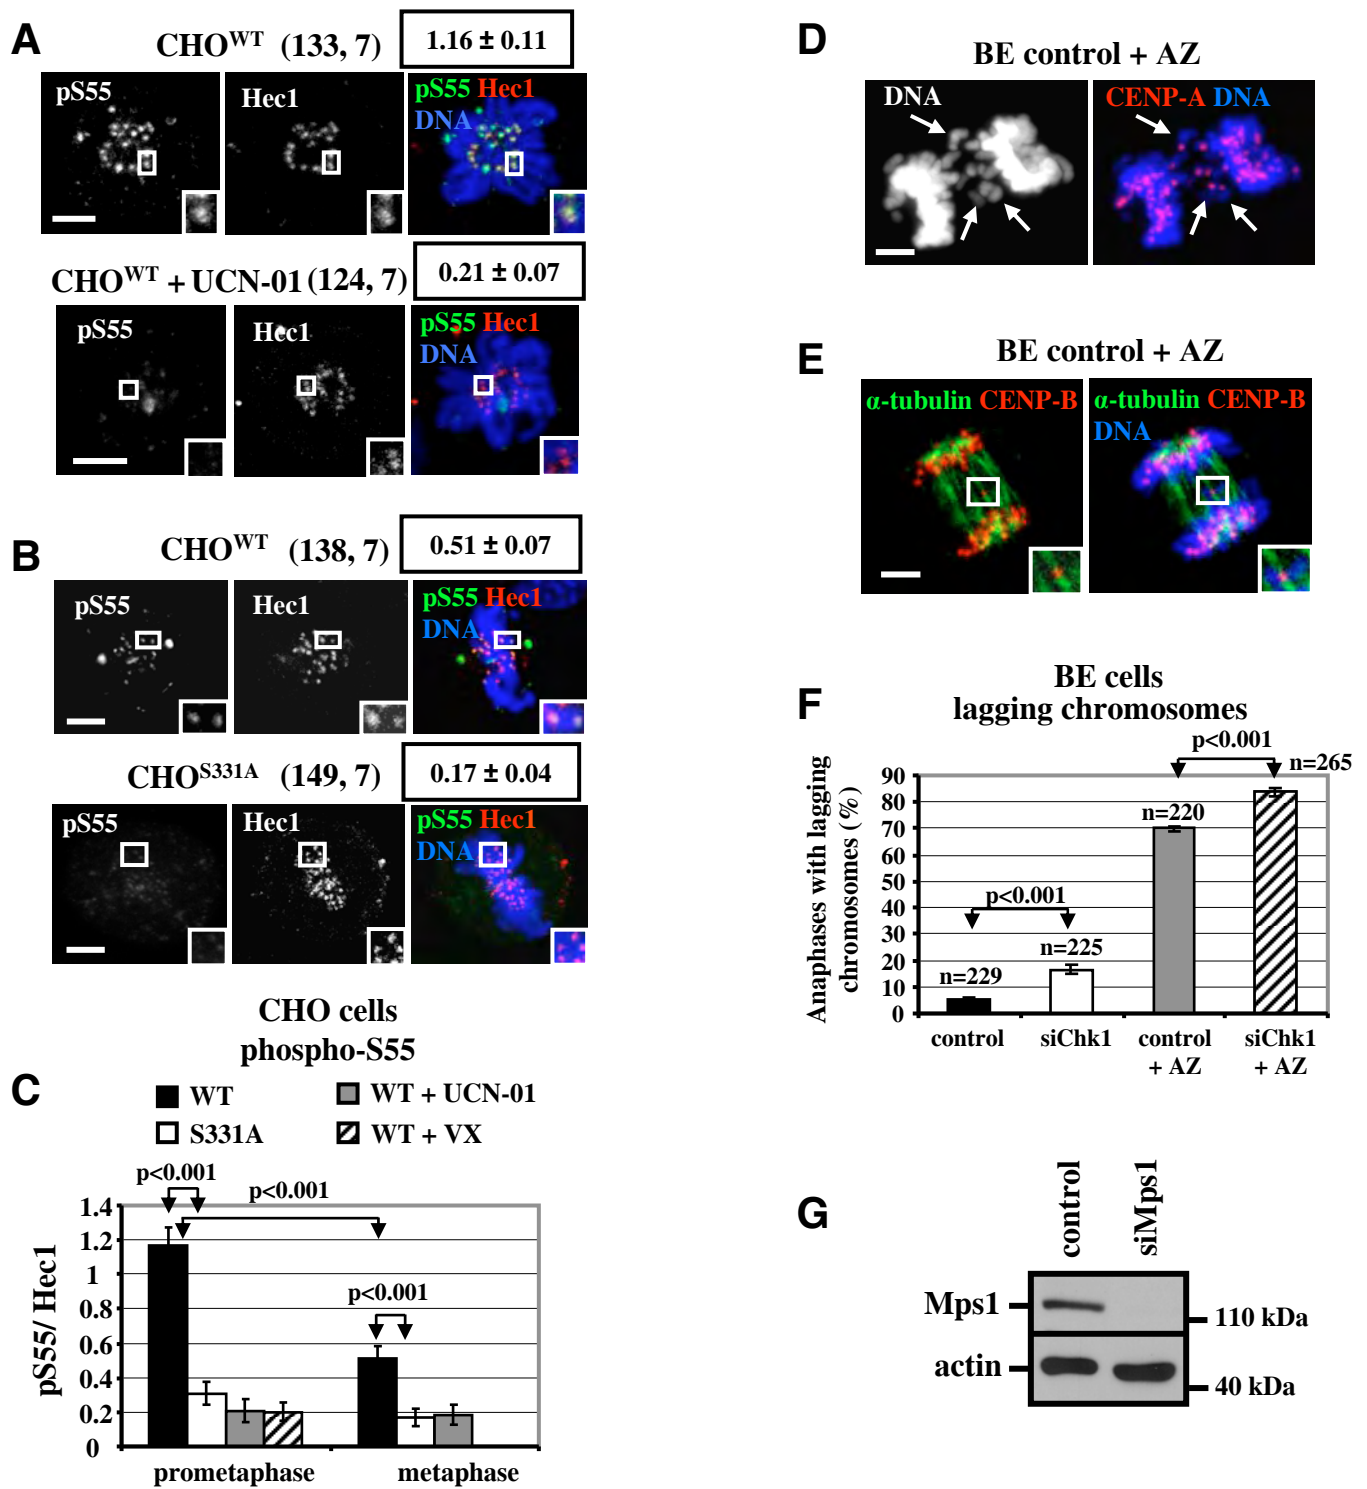 A
CHO^WT (133, 7)
1.16 ± 0.11
pS55
Hec1
pS55 Hec1
DNA
CHO^WT + UCN-01 (124, 7)
0.21 ± 0.07
pS55
Hec1
pS55 Hec1
DNA
B
CHO^WT (138, 7)
0.51 ± 0.07
pS55
Hec1
pS55 Hec1
DNA
CHO^S331A (149, 7)
0.17 ± 0.04
pS55
Hec1
pS55 Hec1
DNA
CHO cells
phospho-S55
C
WT
WT + UCN-01
S331A
WT + VX
p<0.001
p<0.001
p<0.001
pS55/ Hec1
1.4
1.2
1
0.8
0.6
0.4
0.2
0
prometaphase
metaphase
D
BE control + AZ
DNA
CENP-A DNA
E
BE control + AZ
α-tubulin CENP-B
α-tubulin CENP-B
DNA
F
BE cells
lagging chromosomes
p<0.001
n=265
n=220
p<0.001
n=225
n=229
Anaphases with lagging
chromosomes (%)
90
80
70
60
50
40
30
20
10
0
control
siChk1
control
+ AZ
siChk1
+ AZ
G
control
siMps1
Mps1
110 kDa
actin
40 kDa